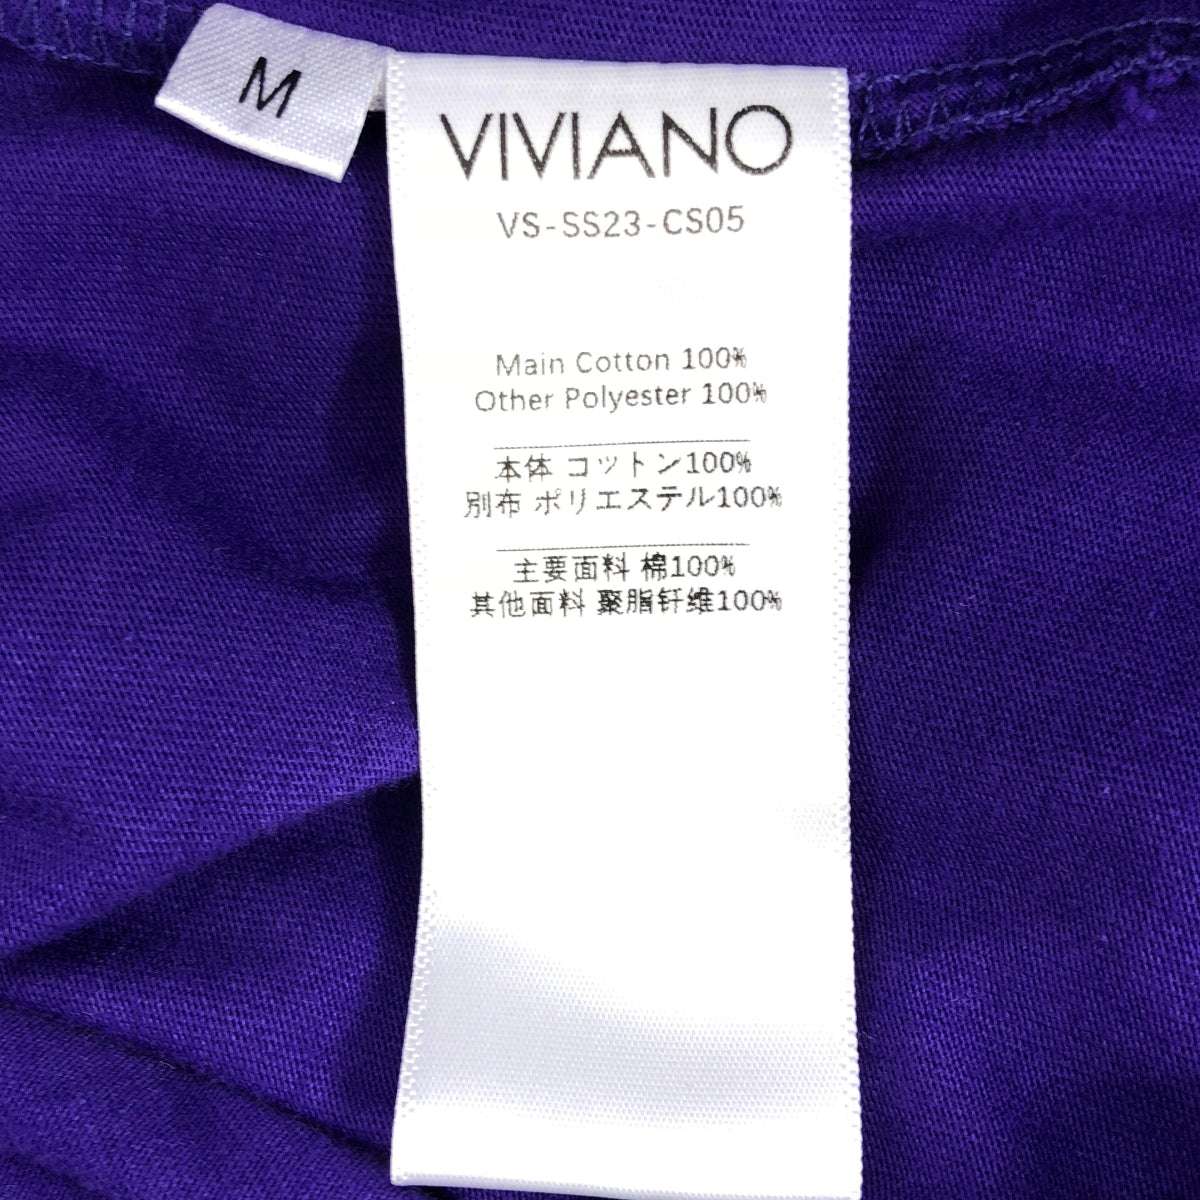 M
VIVIANO
VS-SS23-CS05
Main Cotton 100%
Other Polyester 100%
本体 コットン100%
別布 ポリエステル100%
主要面料 棉100%
其他面料 聚脂钎维100%